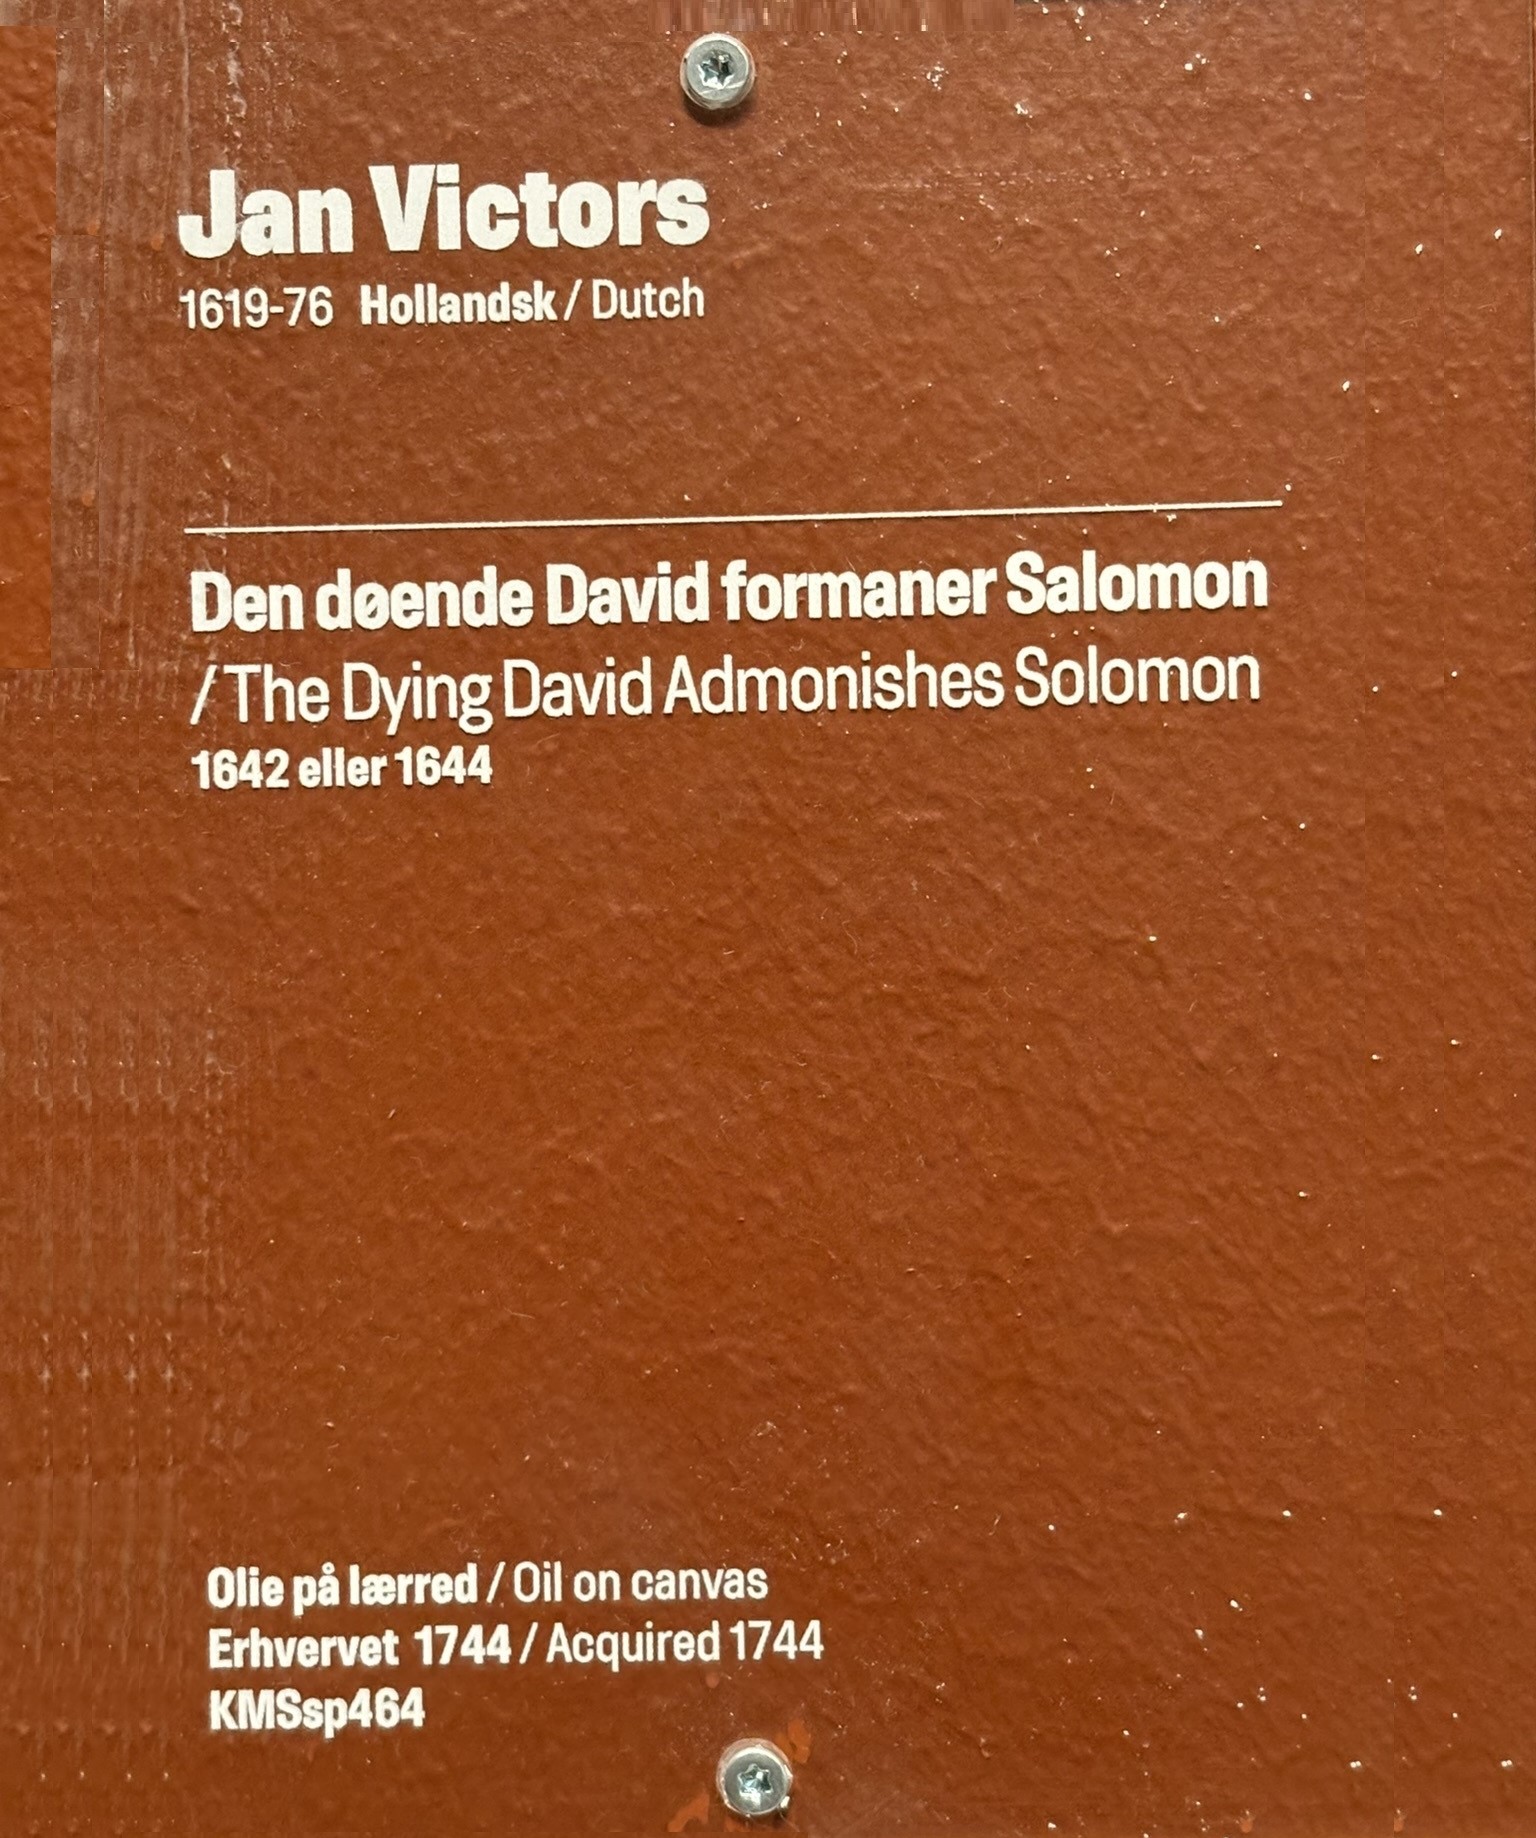 Jan Victors
1619-76 Hollandsk / Dutch
Den døende David formaner Salomon
/ The Dying David Admonishes Solomon
1642 eller 1644
Olie på lærred / Oil on canvas
Erhvervet 1744 / Acquired 1744
KMSsp464